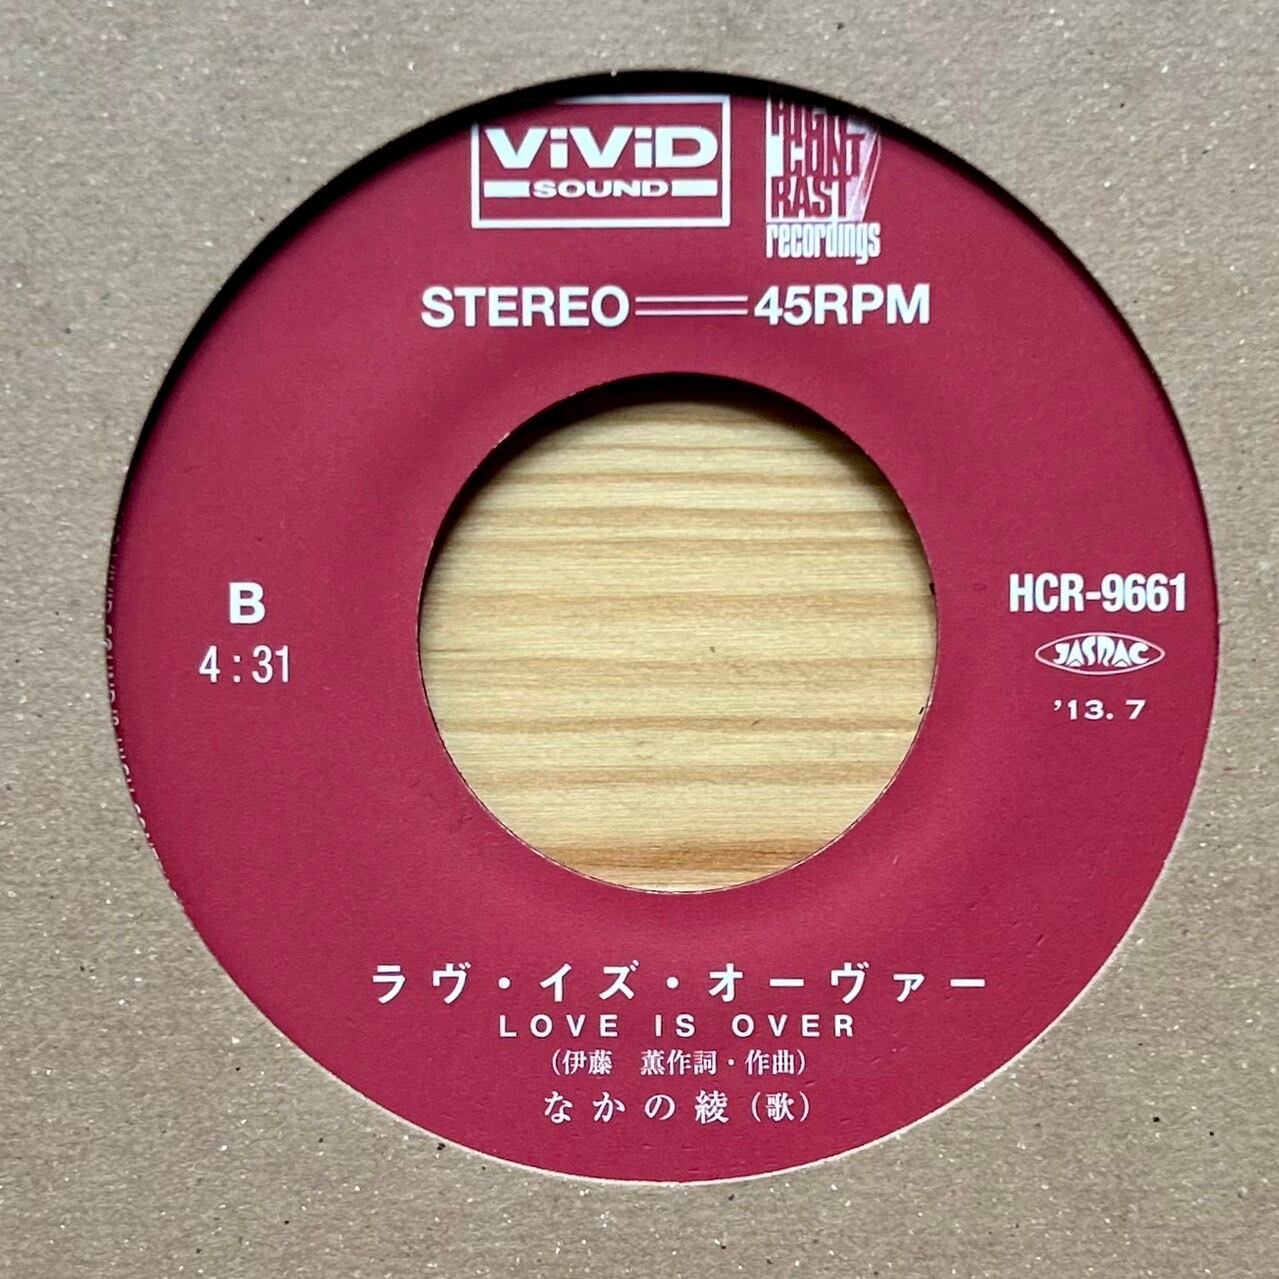 ViViD
SOUND
HIGH
CONT
RAST
recordings
STEREO 45RPM
B
4:31
HCR-9661
JASRAC
'13.7
ラヴ・イズ・オーヴァー
LOVE IS OVER
(伊藤 薫作詞・作曲)
なかの綾(歌)